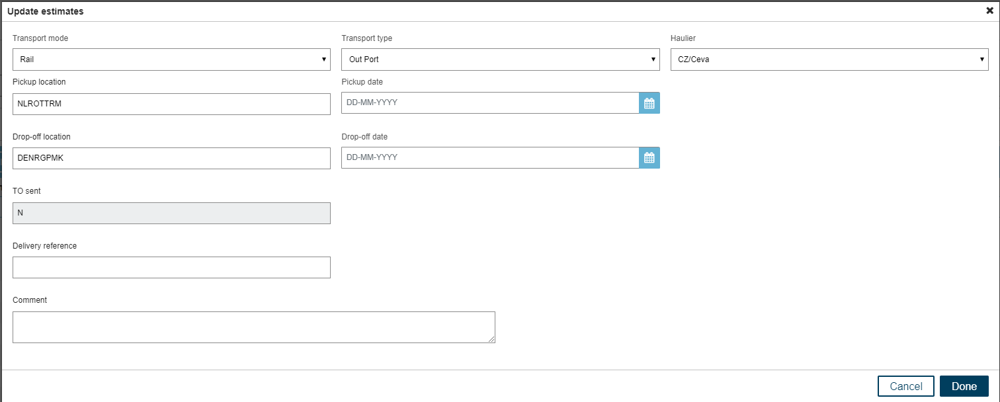 Update estimates
Transport mode
Transport type
Haulier
Rail
Out Port
CZ/Ceva
Pickup location
Pickup date
NLROTTRM
DD-MM-YYYY
Drop-off location
Drop-off date
DENRGPMK
DD-MM-YYYY
TO sent
N
Delivery reference
Comment
Cancel
Done